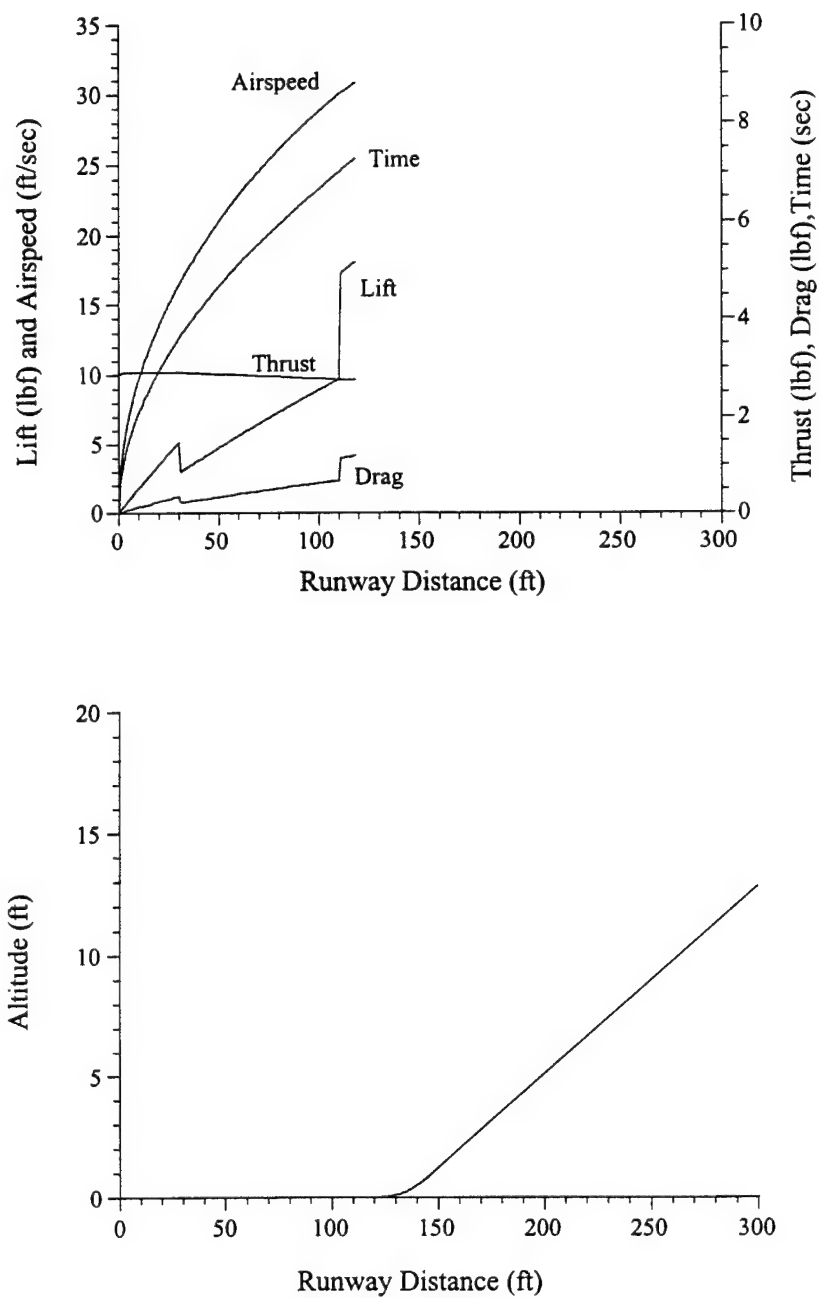 35
30
25
20
15
10
5
0
Lift (lbf) and Airspeed (ft/sec)
Airspeed
Time
Lift
Thrust
Drag
10
8
6
4
2
0
Thrust (lbf), Drag (lbf),Time (sec)
0 50 100 150 200 250 300
Runway Distance (ft)
20
15
10
5
0
Altitude (ft)
0 50 100 150 200 250 300
Runway Distance (ft)